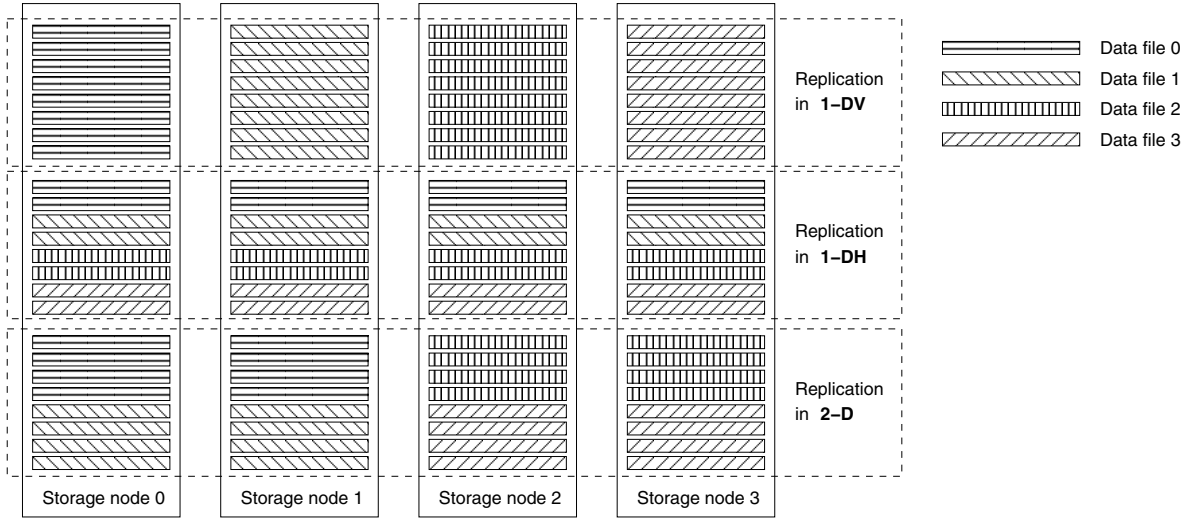 Data file 0
Data file 1
Data file 2
Data file 3
Replication
in 1–DV
Replication
in 1–DH
Replication
in 2–D
Storage node 0
Storage node 1
Storage node 2
Storage node 3